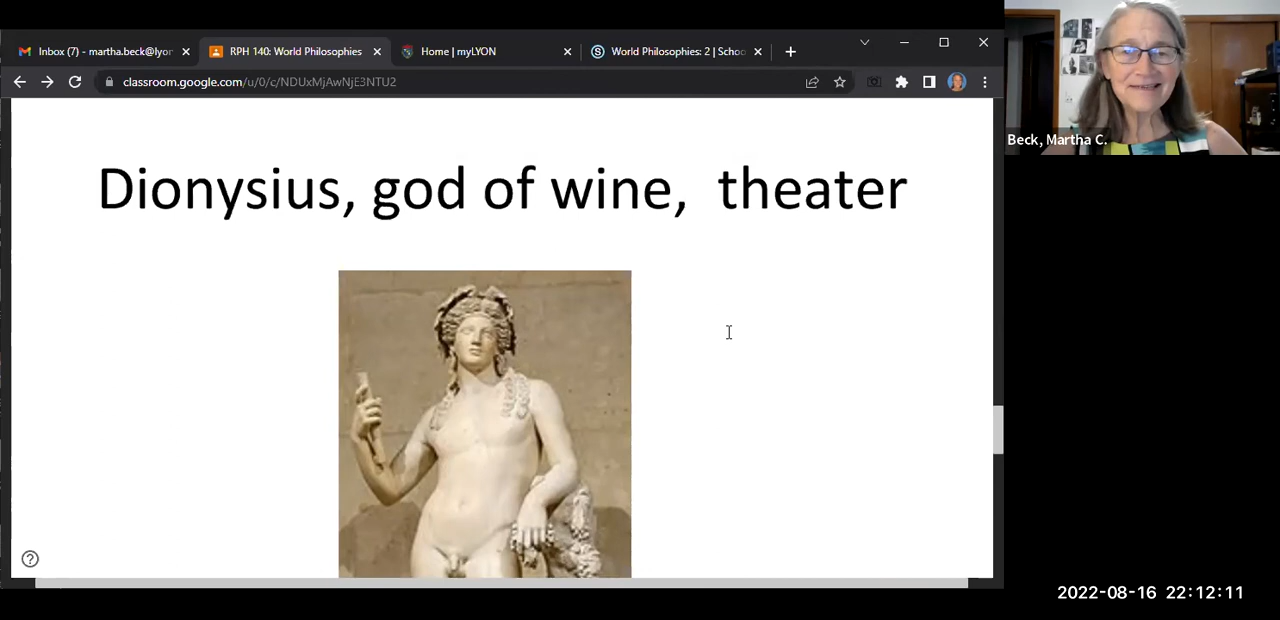 Inbox (7) - martha.beck@lyor
RPH 140: World Philosophies
Home | myLYON
World Philosophies: 2 | Schoo
classroom.google.com/u/0/c/NDUxMjAwNjE3NTU2
Beck, Martha C.
Dionysius, god of wine,  theater
2022-08-16 22:12:11